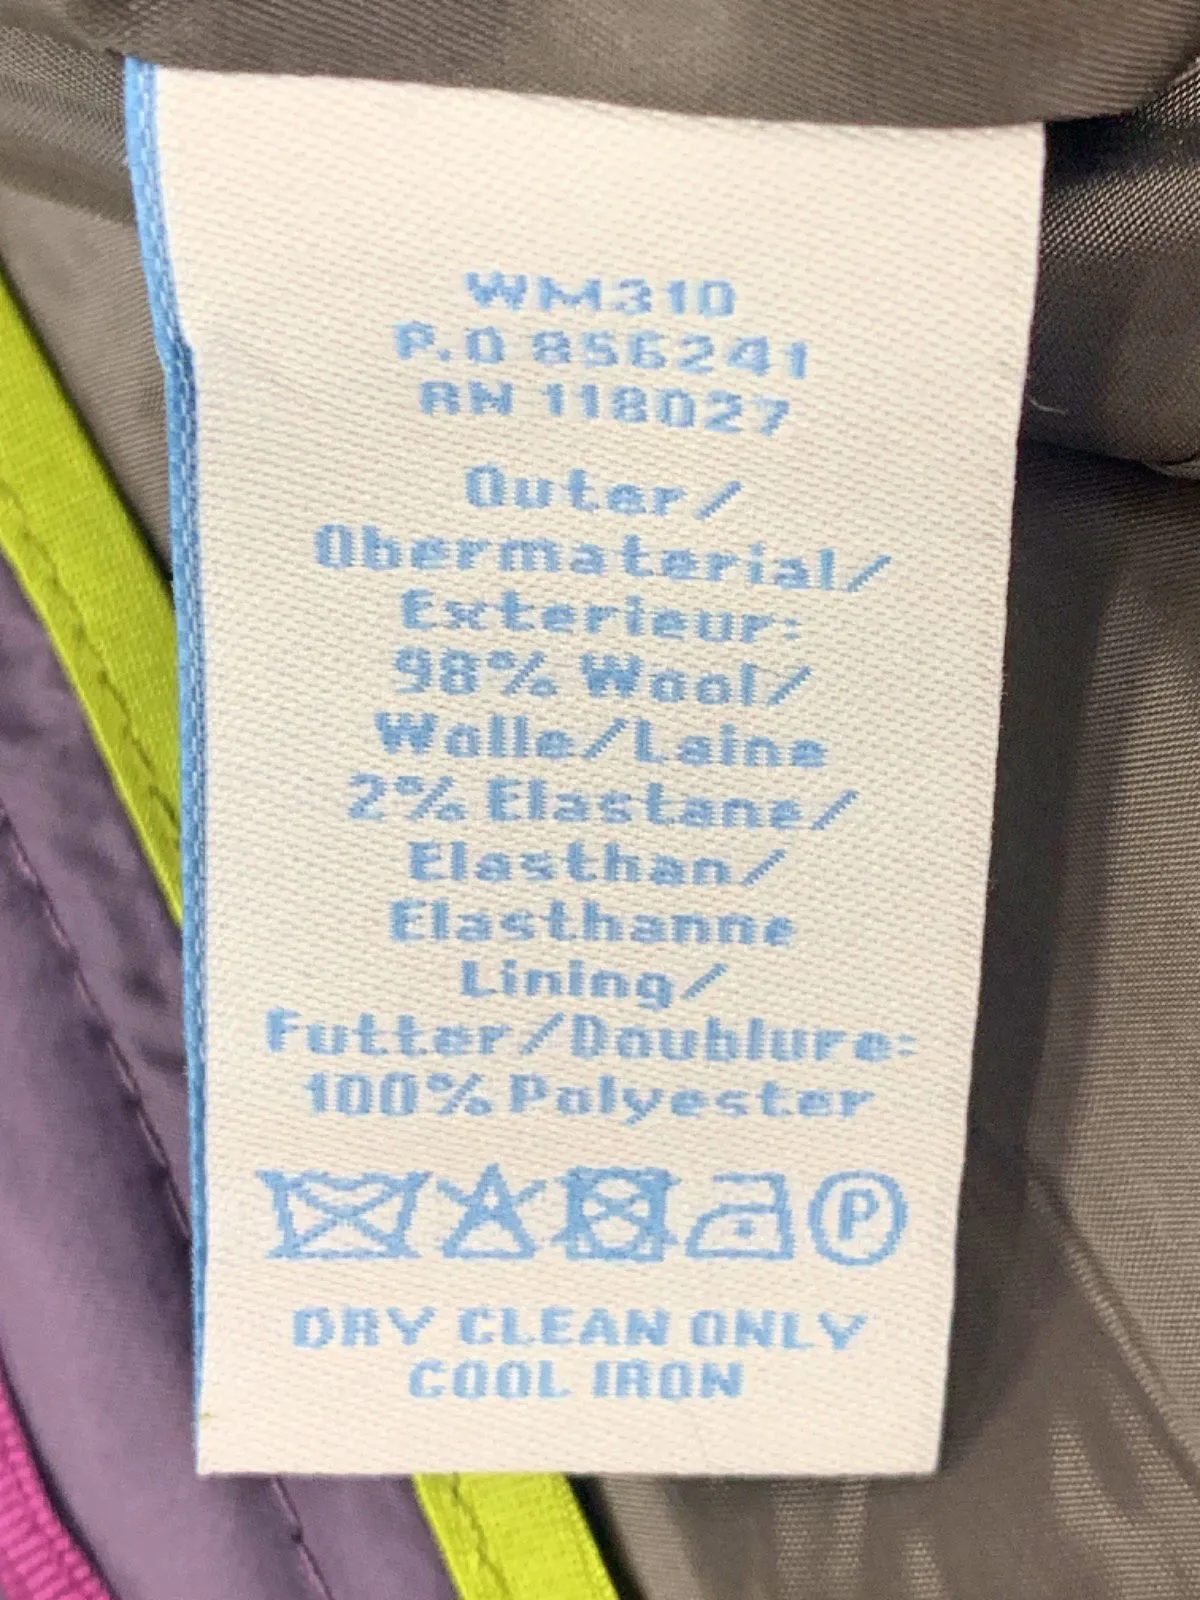 WM310
P.O 856241
RN 118027
Outer/
Obermaterial/
Exterieur:
98% Wool/
Wolle/Laine
2% Elastane/
Elasthan/
Elasthanne
Lining/
Futter/Doublure:
100% Polyester
P
DRY CLEAN ONLY
COOL IRON